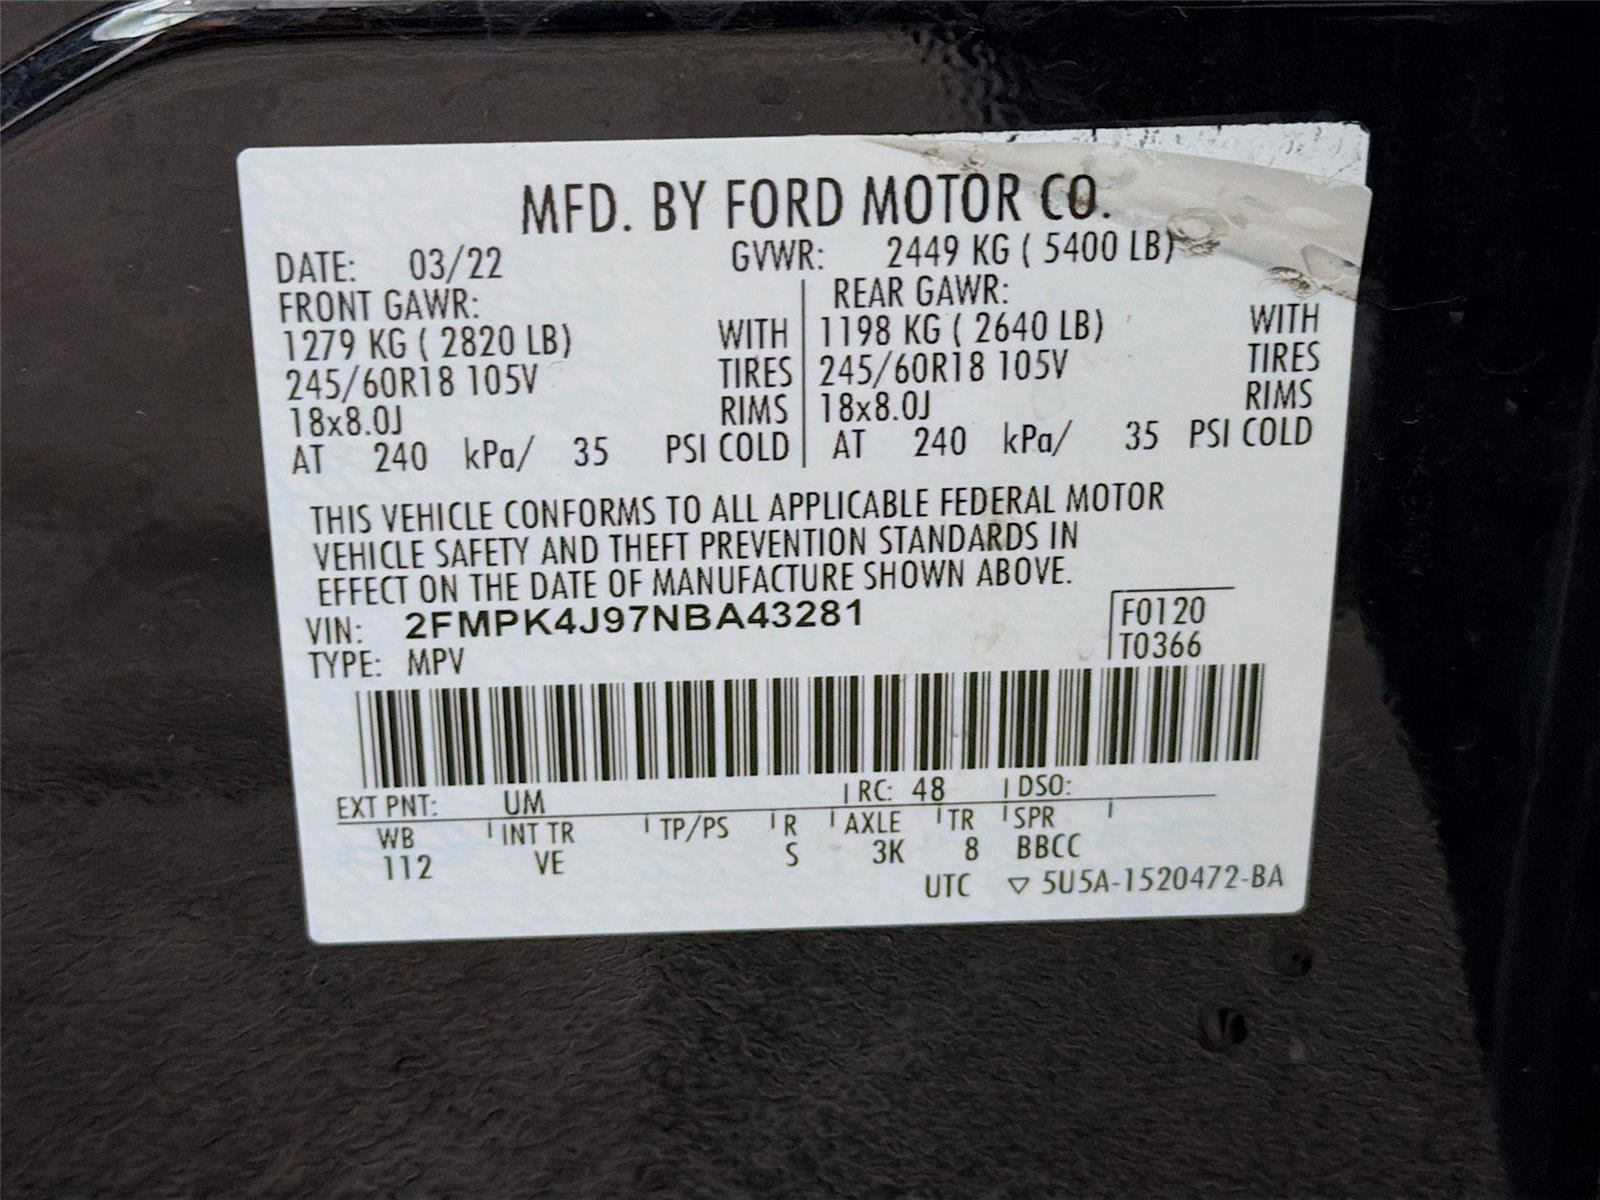 MFD. BY FORD MOTOR CO.
DATE: 03/22 GVWR: 2449 KG ( 5400 LB)
FRONT GAWR: REAR GAWR:
1279 KG ( 2820 LB) WITH 1198 KG ( 2640 LB) WITH
245/60R18 105V TIRES 245/60R18 105V TIRES
18x8.0J RIMS 18x8.0J RIMS
AT 240 kPa/ 35 PSI COLD AT 240 kPa/ 35 PSI COLD
THIS VEHICLE CONFORMS TO ALL APPLICABLE FEDERAL MOTOR
VEHICLE SAFETY AND THEFT PREVENTION STANDARDS IN
EFFECT ON THE DATE OF MANUFACTURE SHOWN ABOVE.
VIN: 2FMPK4J97NBA43281 F0120
TYPE: MPV T0366
EXT PNT: UM RC: 48 DSO:
WB INT TR TP/PS R AXLE TR SPR
112 VE S 3K 8 BBCC
UTC ▽ 5U5A-1520472-BA